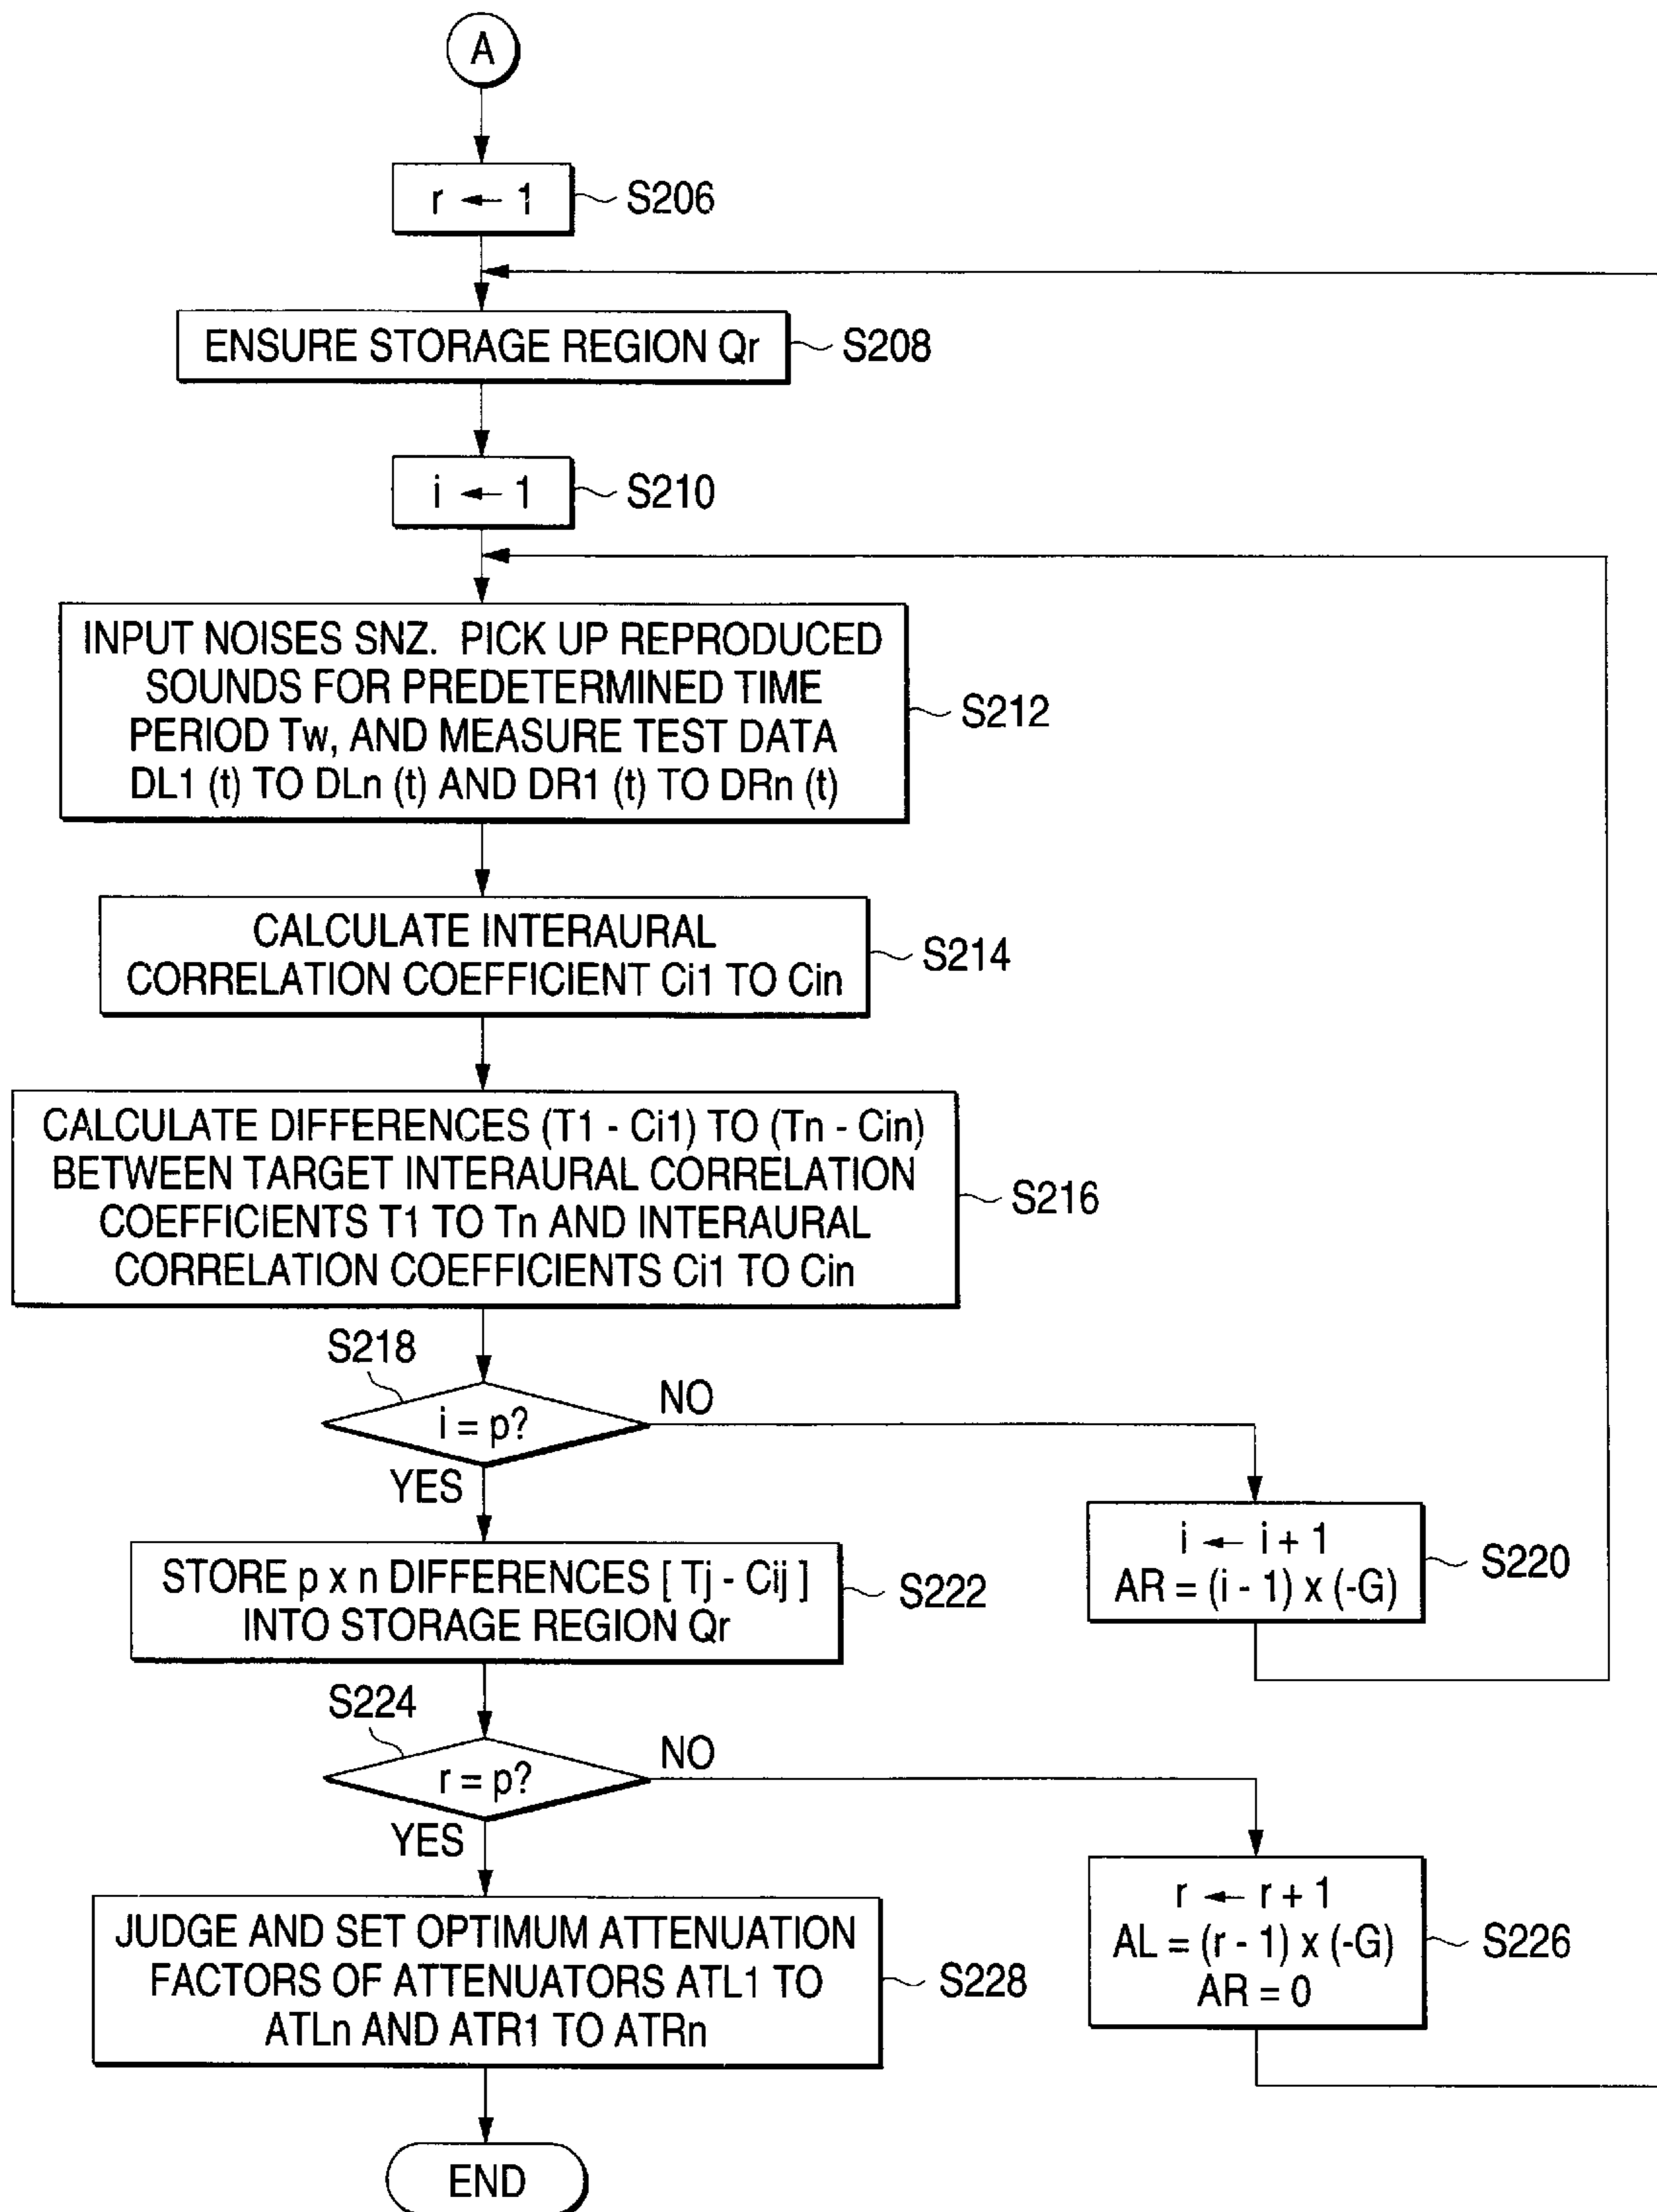 A
r ← 1
S206
ENSURE STORAGE REGION Qr
S208
i ← 1
S210
INPUT NOISES SNZ. PICK UP REPRODUCED
SOUNDS FOR PREDETERMINED TIME
PERIOD Tw, AND MEASURE TEST DATA
DL1 (t) TO DLn (t) AND DR1 (t) TO DRn (t)
S212
CALCULATE INTERAURAL
CORRELATION COEFFICIENT Ci1 TO Cin
S214
CALCULATE DIFFERENCES (T1 - Ci1) TO (Tn - Cin)
BETWEEN TARGET INTERAURAL CORRELATION
COEFFICIENTS T1 TO Tn AND INTERAURAL
CORRELATION COEFFICIENTS Ci1 TO Cin
S216
S218
i = p?
NO
YES
i ← i + 1
AR = (i - 1) x (-G)
S220
STORE p x n DIFFERENCES [ Tj - Cij ]
INTO STORAGE REGION Qr
S222
S224
r = p?
NO
YES
r ← r + 1
AL = (r - 1) x (-G)
AR = 0
S226
JUDGE AND SET OPTIMUM ATTENUATION
FACTORS OF ATTENUATORS ATL1 TO
ATLn AND ATR1 TO ATRn
S228
END